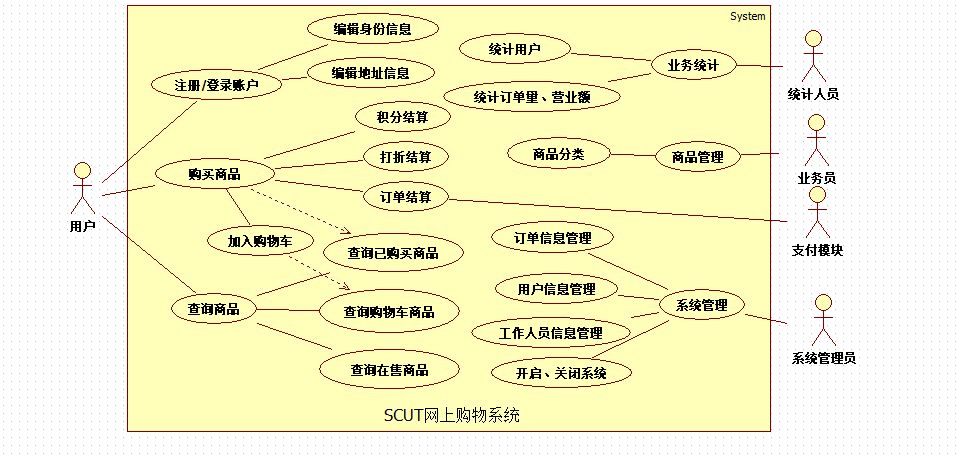 System
编辑身份信息
统计用户
业务统计
注册/登录账户
编辑地址信息
统计人员
统计订单量、营业额
积分结算
打折结算
商品分类
商品管理
业务员
购买商品
订单结算
用户
支付模块
加入购物车
订单信息管理
查询已购买商品
用户信息管理
查询商品
查询购物车商品
系统管理
工作人员信息管理
系统管理员
查询在售商品
开启、关闭系统
SCUT网上购物系统